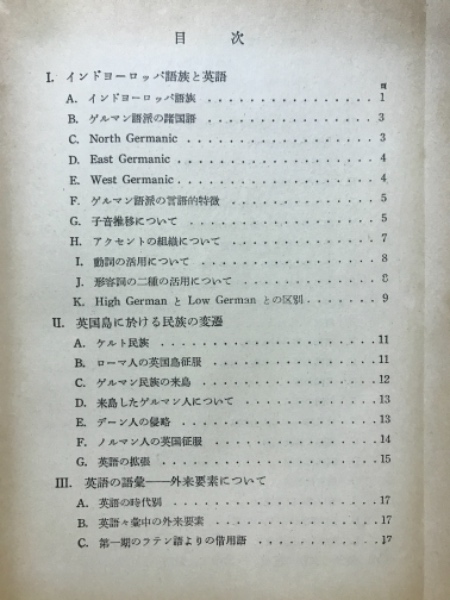 目次
I. インドヨーロッパ語族と英語
頁
A. インドヨーロッパ語族 . . . . . . . . . . . . . . 1
B. ゲルマン語派の諸国語 . . . . . . . . . . . . . . 3
C. North Germanic . . . . . . . . . . . . . . . . 3
D. East Germanic . . . . . . . . . . . . . . . . . 4
E. West Germanic . . . . . . . . . . . . . . . . . 4
F. ゲルマン語派の言語的特徴 . . . . . . . . . . . . 5
G. 子音推移について . . . . . . . . . . . . . . . . 5
H. アクセントの組織について . . . . . . . . . . . . 7
I. 動詞の活用について . . . . . . . . . . . . . . . 8
J. 形容詞の二種の活用について . . . . . . . . . . . 8
K. High German と Low German との区別 . . . . . 9
II. 英国島に於ける民族の変遷
A. ケルト民族 . . . . . . . . . . . . . . . . . . 11
B. ローマ人の英国島征服 . . . . . . . . . . . . . 11
C. ゲルマン民族の来島 . . . . . . . . . . . . . . 12
D. 来島したゲルマン人について . . . . . . . . . . 13
E. デーン人の侵略 . . . . . . . . . . . . . . . . 13
F. ノルマン人の英国征服 . . . . . . . . . . . . . 14
G. 英語の拡張 . . . . . . . . . . . . . . . . . . 15
III. 英語の語彙——外来要素について
A. 英語の時代別 . . . . . . . . . . . . . . . . . 17
B. 英語々彙中の外来要素 . . . . . . . . . . . . . 17
C. 第一期のラテン語よりの借用語 . . . . . . . . . 17